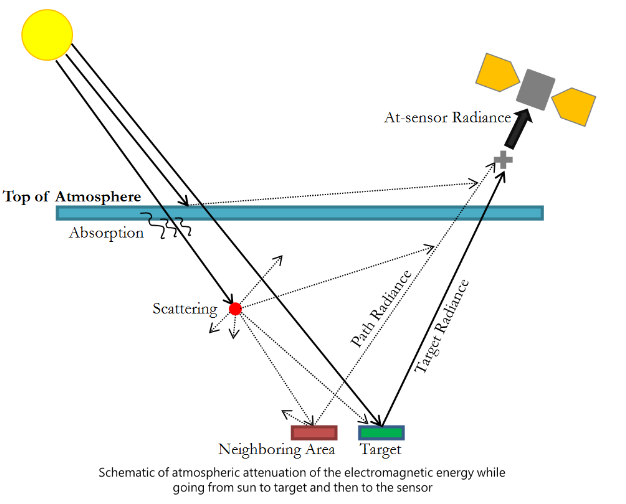 At-sensor Radiance
Top of Atmosphere
Absorption
Scattering
Path Radiance
Target Radiance
Neighboring Area
Target
Schematic of atmospheric attenuation of the electromagnetic energy while
going from sun to target and then to the sensor